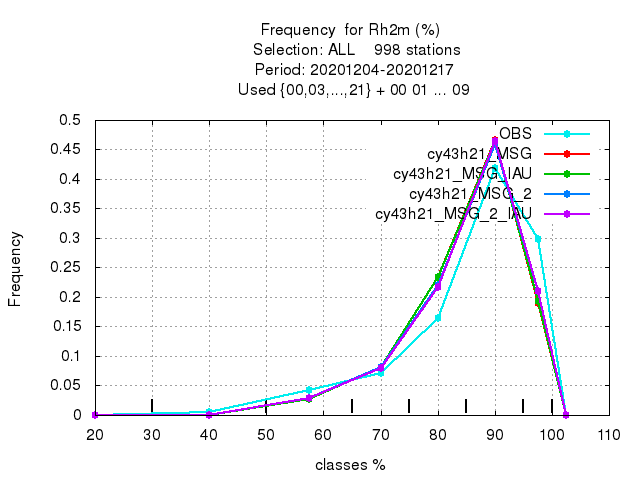 Frequency for Rh2m (%)
Selection: ALL 998 stations
Period: 20201204-20201217
Used {00,03,...,21} + 00 01 ... 09
OBS
cy43h21_MSG
cy43h21_MSG_IAU
cy43h21_MSG_2
cy43h21_MSG_2_IAU
0.5
0.45
0.4
0.35
0.3
0.25
0.2
0.15
0.1
0.05
0
Frequency
20 30 40 50 60 70 80 90 100 110
classes %